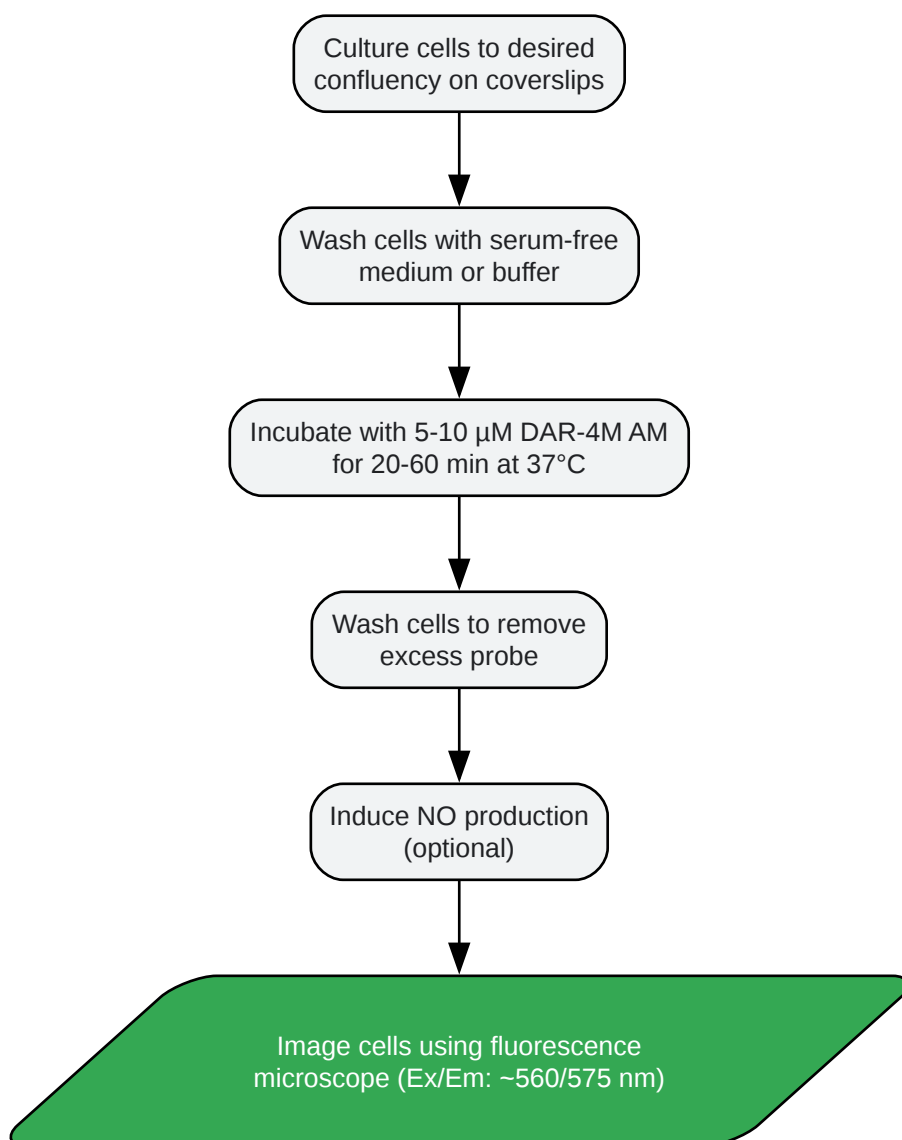 Culture cells to desired
confluency on coverslips
Wash cells with serum-free
medium or buffer
Incubate with 5-10 µM DAR-4M AM
for 20-60 min at 37°C
Wash cells to remove
excess probe
Induce NO production
(optional)
Image cells using fluorescence
microscope (Ex/Em: ~560/575 nm)